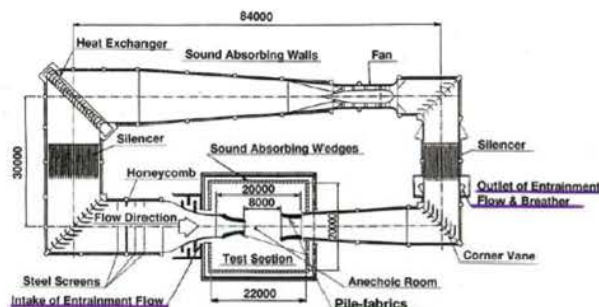 84000
Heat Exchanger
Sound Absorbing Walls
Fan
Silencer
Silencer
30000
Sound Absorbing Wedges
Honeycomb
20000
8000
Outlet of Entrainment
Flow & Breather
Flow Direction
Test Section
Corner Vane
Steel Screens
Anechoic Room
Intake of Entrainment Flow
22000
Pile-fabrics